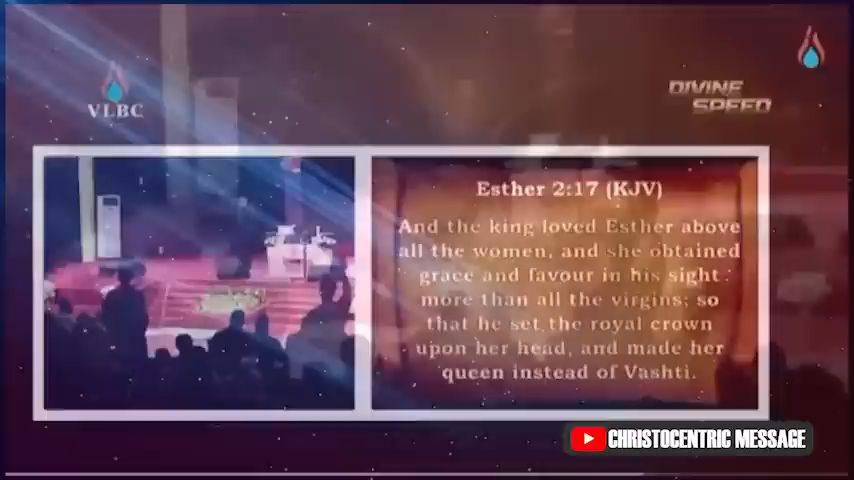 VLBC
DIVINE
SPEED
Esther 2:17 (KJV)
And the king loved Esther above
all the women, and she obtained
grace and favour in his sight
more than all the virgins; so
that he set the royal crown
upon her head, and made her
queen instead of Vashti.
CHRISTOCENTRIC MESSAGE